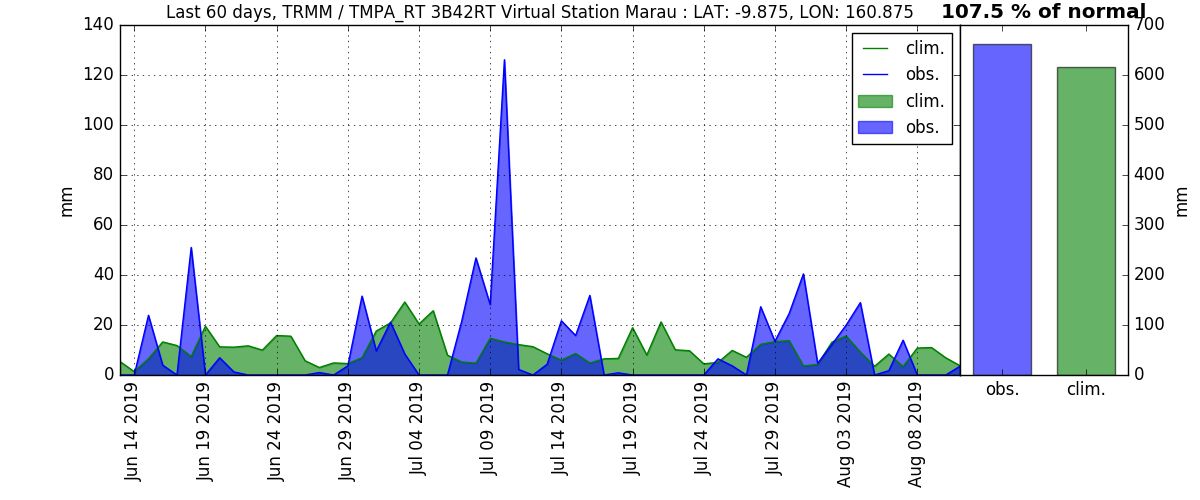 Last 60 days, TRMM / TMPA_RT 3B42RT Virtual Station Marau : LAT: -9.875, LON: 160.875
107.5 % of normal
140
120
100
80
60
40
20
0
mm
clim.
obs.
clim.
obs.
700
600
500
400
300
200
100
0
mm
obs.
clim.
Jun 14 2019
Jun 19 2019
Jun 24 2019
Jun 29 2019
Jul 04 2019
Jul 09 2019
Jul 14 2019
Jul 19 2019
Jul 24 2019
Jul 29 2019
Aug 03 2019
Aug 08 2019